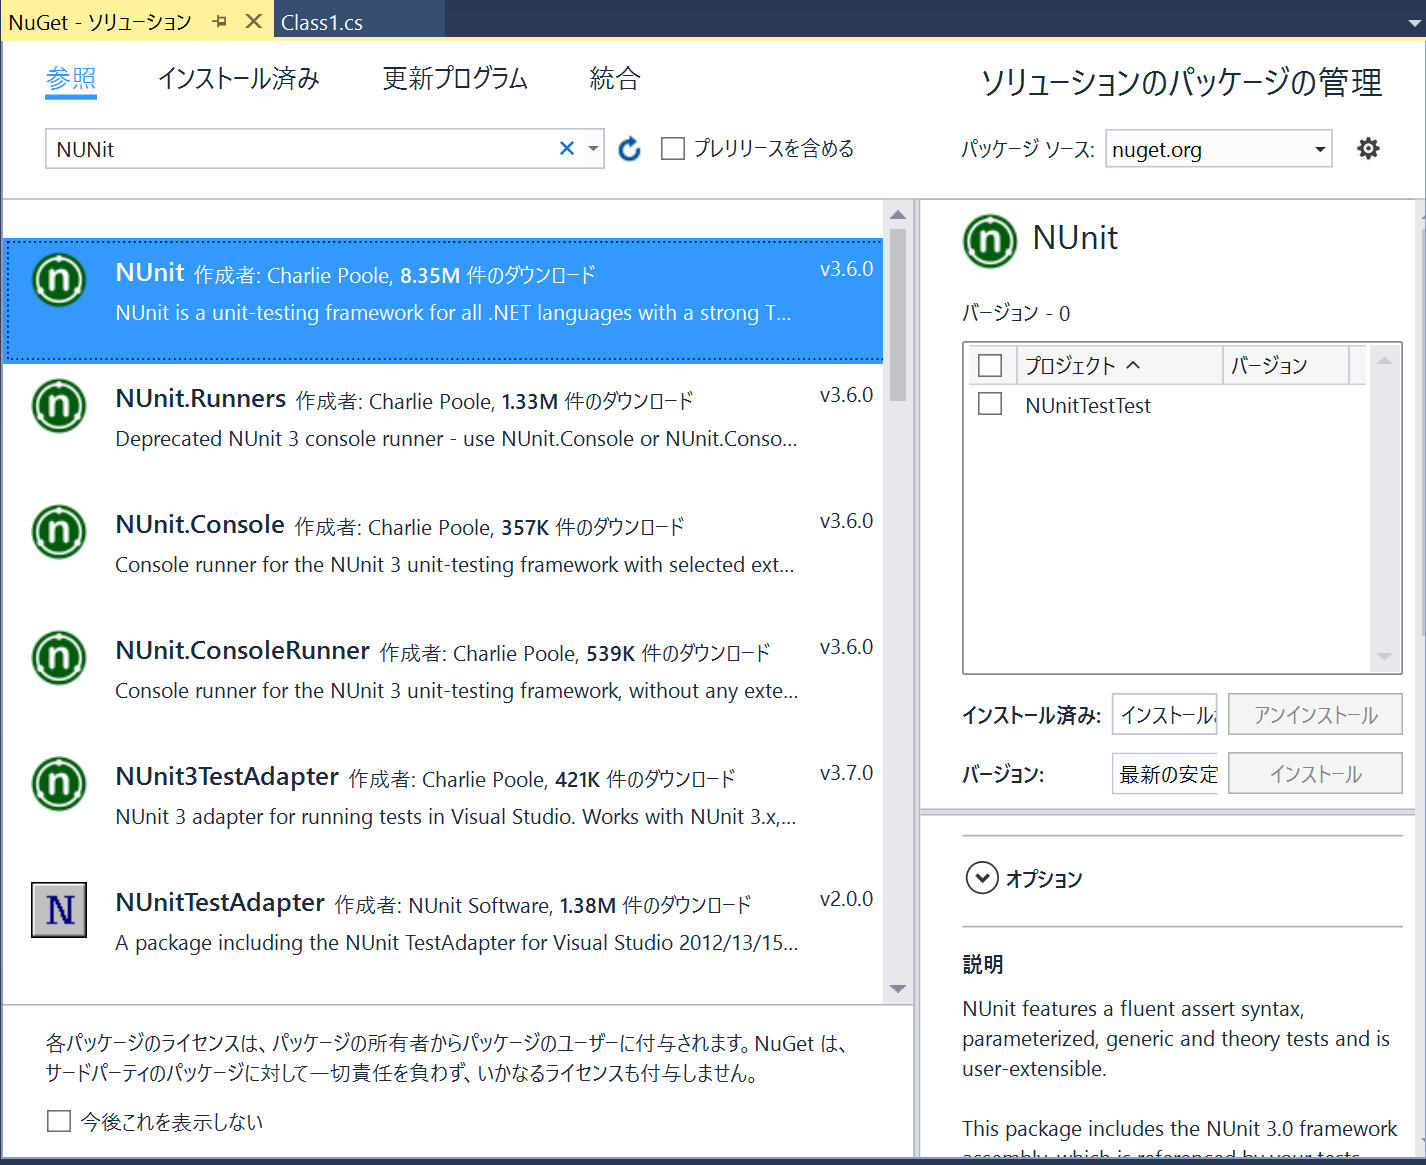 NuGet - ソリューション
Class1.cs
参照
インストール済み
更新プログラム
統合
ソリューションのパッケージの管理
NUNit
プレリリースを含める
パッケージ ソース:
nuget.org
NUnit 作成者: Charlie Poole, 8.35M 件のダウンロード
v3.6.0
NUnit is a unit-testing framework for all .NET languages with a strong T...
NUnit.Runners 作成者: Charlie Poole, 1.33M 件のダウンロード
v3.6.0
Deprecated NUnit 3 console runner - use NUnit.Console or NUnit.Conso...
NUnit.Console 作成者: Charlie Poole, 357K 件のダウンロード
v3.6.0
Console runner for the NUnit 3 unit-testing framework with selected ext...
NUnit.ConsoleRunner 作成者: Charlie Poole, 539K 件のダウンロード
v3.6.0
Console runner for the NUnit 3 unit-testing framework, without any exte...
NUnit3TestAdapter 作成者: Charlie Poole, 421K 件のダウンロード
v3.7.0
NUnit 3 adapter for running tests in Visual Studio. Works with NUnit 3.x,...
N
NUnitTestAdapter 作成者: NUnit Software, 1.38M 件のダウンロード
v2.0.0
A package including the NUnit TestAdapter for Visual Studio 2012/13/15...
各パッケージのライセンスは、パッケージの所有者からパッケージのユーザーに付与されます。NuGet は、
サードパーティのパッケージに対して一切責任を負わず、いかなるライセンスも付与しません。
今後これを表示しない
n NUnit
バージョン - 0
プロジェクト
バージョン
NUnitTestTest
インストール済み:
インストール
アンインストール
バージョン:
最新の安定
インストール
オプション
説明
NUnit features a fluent assert syntax,
parameterized, generic and theory tests and is
user-extensible.
This package includes the NUnit 3.0 framework
assembly, which is referenced by your tests.